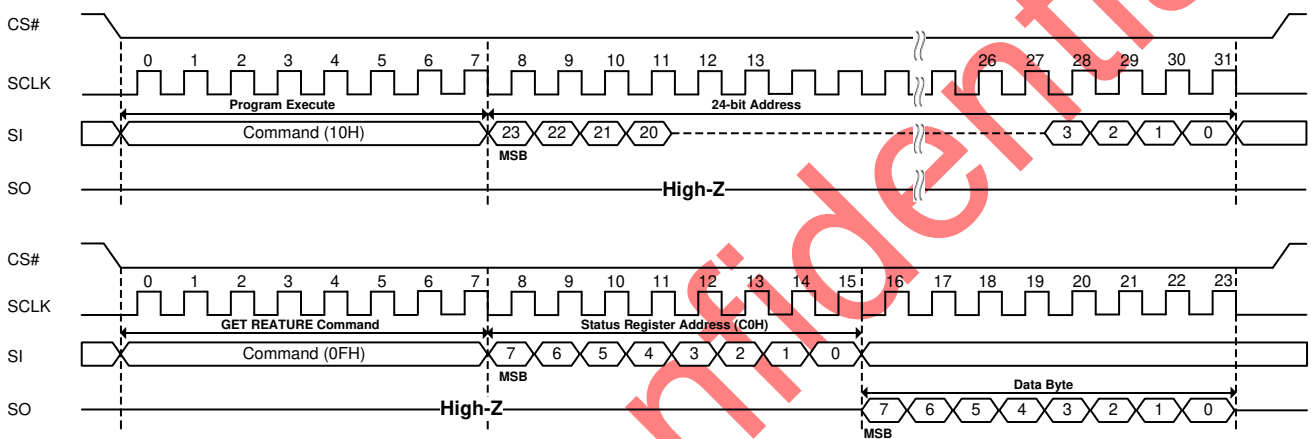 CS#
SCLK 0 1 2 3 4 5 6 7 8 9 10 11 12 13 26 27 28 29 30 31
Program Execute 24-bit Address
SI Command (10H) 23 22 21 20 3 2 1 0
MSB
SO High-Z
CS#
SCLK 0 1 2 3 4 5 6 7 8 9 10 11 12 13 14 15 16 17 18 19 20 21 22 23
GET REATURE Command Status Register Address (C0H)
SI Command (0FH) 7 6 5 4 3 2 1 0
MSB
Data Byte
SO High-Z 7 6 5 4 3 2 1 0
MSB
nfidenti